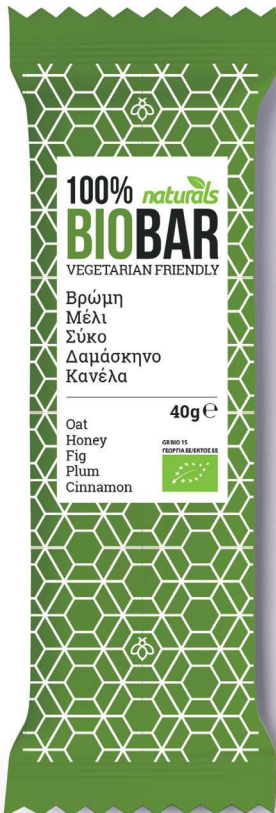 100% naturals
BIOBAR
VEGETARIAN FRIENDLY
Βρώμη
Μέλι
Σύκο
Δαμάσκηνο
Κανέλα
40g ℮
Oat
Honey
Fig
Plum
Cinnamon
GR BIO 15
ΓΕΩΡΓΙΑ ΕΕ/ΕΚΤΟΣ ΕΕ